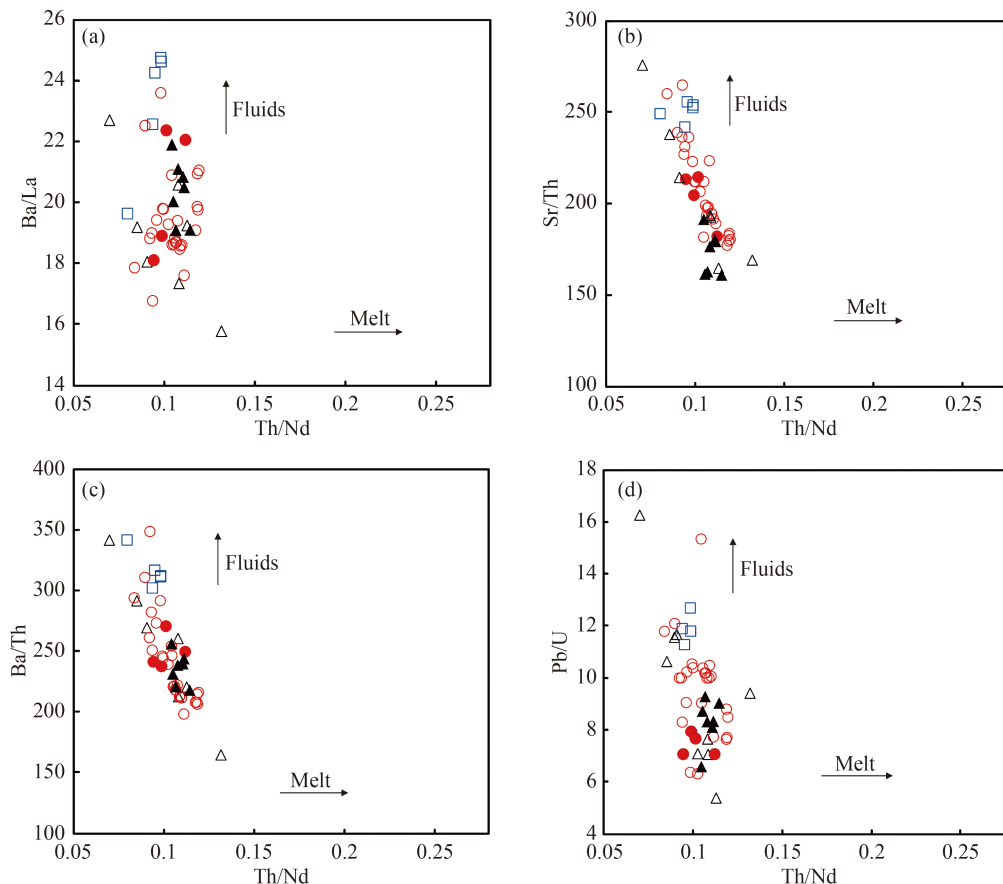 (a)
26
24
22
20
18
16
14
Ba/La
Fluids
Melt
0.05 0.1 0.15 0.2 0.25
Th/Nd
(b)
300
250
200
150
100
Sr/Th
Fluids
Melt
0.05 0.1 0.15 0.2 0.25
Th/Nd
(c)
400
350
300
250
200
150
100
Ba/Th
Fluids
Melt
0.05 0.1 0.15 0.2 0.25
Th/Nd
(d)
16
14
12
10
8
6
4
Pb/U
Fluids
Melt
0.05 0.1 0.15 0.2 0.25
Th/Nd